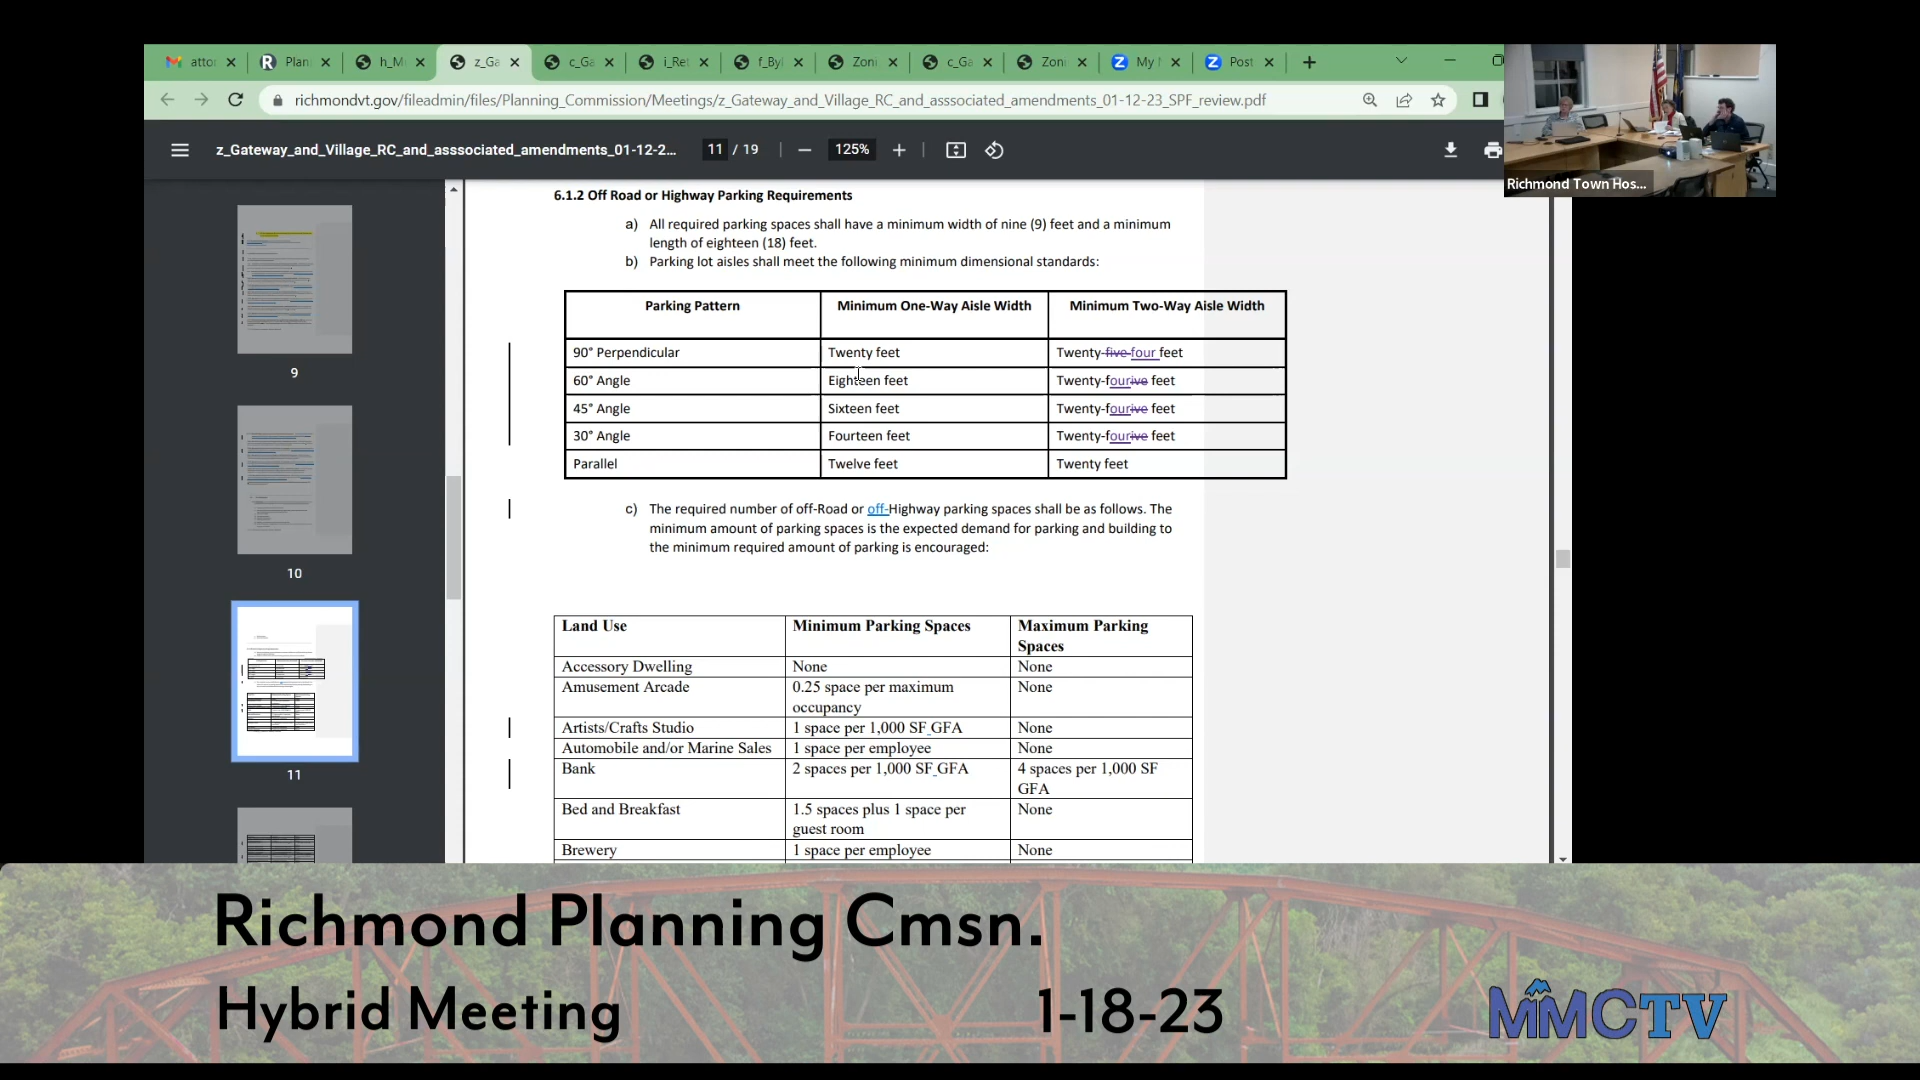 atto
Plan
h_M
z_Ga
c_Ga
i_Ret
f_Byl
Zoni
c_Ga
Zoni
My
Post
richmondvt.gov/fileadmin/files/Planning_Commission/Meetings/z_Gateway_and_Village_RC_and_asssociated_amendments_01-12-23_SPF_review.pdf
z_Gateway_and_Village_RC_and_asssociated_amendments_01-12-2...
11 / 19
125%
Richmond Town Hos...
9
10
11
6.1.2 Off Road or Highway Parking Requirements
a) All required parking spaces shall have a minimum width of nine (9) feet and a minimum
length of eighteen (18) feet.
b) Parking lot aisles shall meet the following minimum dimensional standards:
Parking Pattern Minimum One-Way Aisle Width Minimum Two-Way Aisle Width
90° Perpendicular Twenty feet Twenty-five-four feet
60° Angle Eighteen feet Twenty-fourive feet
45° Angle Sixteen feet Twenty-fourive feet
30° Angle Fourteen feet Twenty-fourive feet
Parallel Twelve feet Twenty feet
c) The required number of off-Road or off-Highway parking spaces shall be as follows. The
minimum amount of parking spaces is the expected demand for parking and building to
the minimum required amount of parking is encouraged:
Land Use Minimum Parking Spaces Maximum Parking
Spaces
Accessory Dwelling None None
Amusement Arcade 0.25 space per maximum None
occupancy
Artists/Crafts Studio 1 space per 1,000 SF GFA None
Automobile and/or Marine Sales 1 space per employee None
Bank 2 spaces per 1,000 SF GFA 4 spaces per 1,000 SF
GFA
Bed and Breakfast 1.5 spaces plus 1 space per None
guest room
Brewery 1 space per employee None
Richmond Planning Cmsn.
Hybrid Meeting 1-18-23
MMCTV